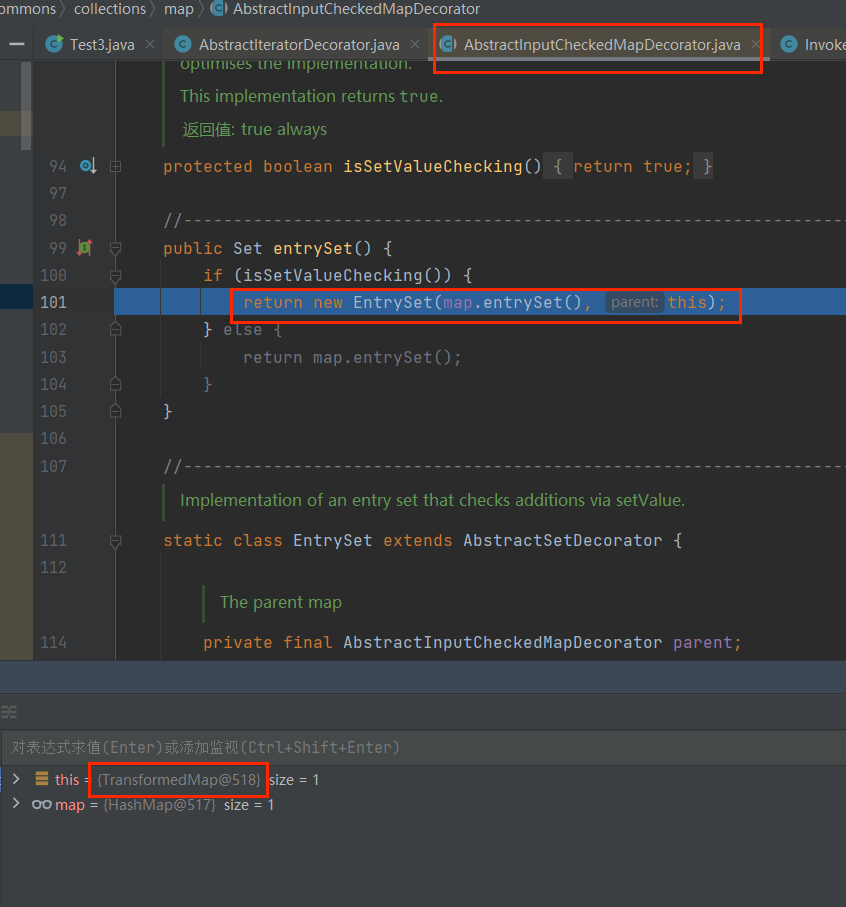 ommons 〉 collections 〉 map 〉 AbstractInputCheckedMapDecorator
Test3.java AbstractIteratorDecorator.java AbstractInputCheckedMapDecorator.java Invoke
optimises the implementation.
This implementation returns true.
返回值: true always
94 protected boolean isSetValueChecking() { return true; }
97
98 //-----------------------------------------------------------------------
99 public Set entrySet() {
100 if (isSetValueChecking()) {
101 return new EntrySet(map.entrySet(), parent: this);
102 } else {
103 return map.entrySet();
104 }
105 }
106
107 //-----------------------------------------------------------------------
Implementation of an entry set that checks additions via setValue.
111 static class EntrySet extends AbstractSetDecorator {
112
The parent map
114 private final AbstractInputCheckedMapDecorator parent;
对表达式求值(Enter)或添加监视(Ctrl+Shift+Enter)
this = {TransformedMap@518} size = 1
map = {HashMap@517} size = 1